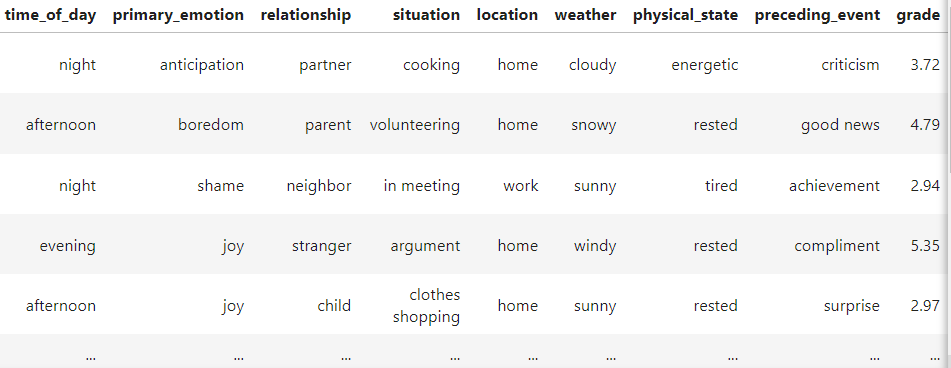 time_of_day primary_emotion relationship situation location weather physical_state preceding_event grade
night anticipation partner cooking home cloudy energetic criticism 3.72
afternoon boredom parent volunteering home snowy rested good news 4.79
night shame neighbor in meeting work sunny tired achievement 2.94
evening joy stranger argument home windy rested compliment 5.35
afternoon joy child clothes shopping home sunny rested surprise 2.97
... ... ... ... ... ... ... ... ...